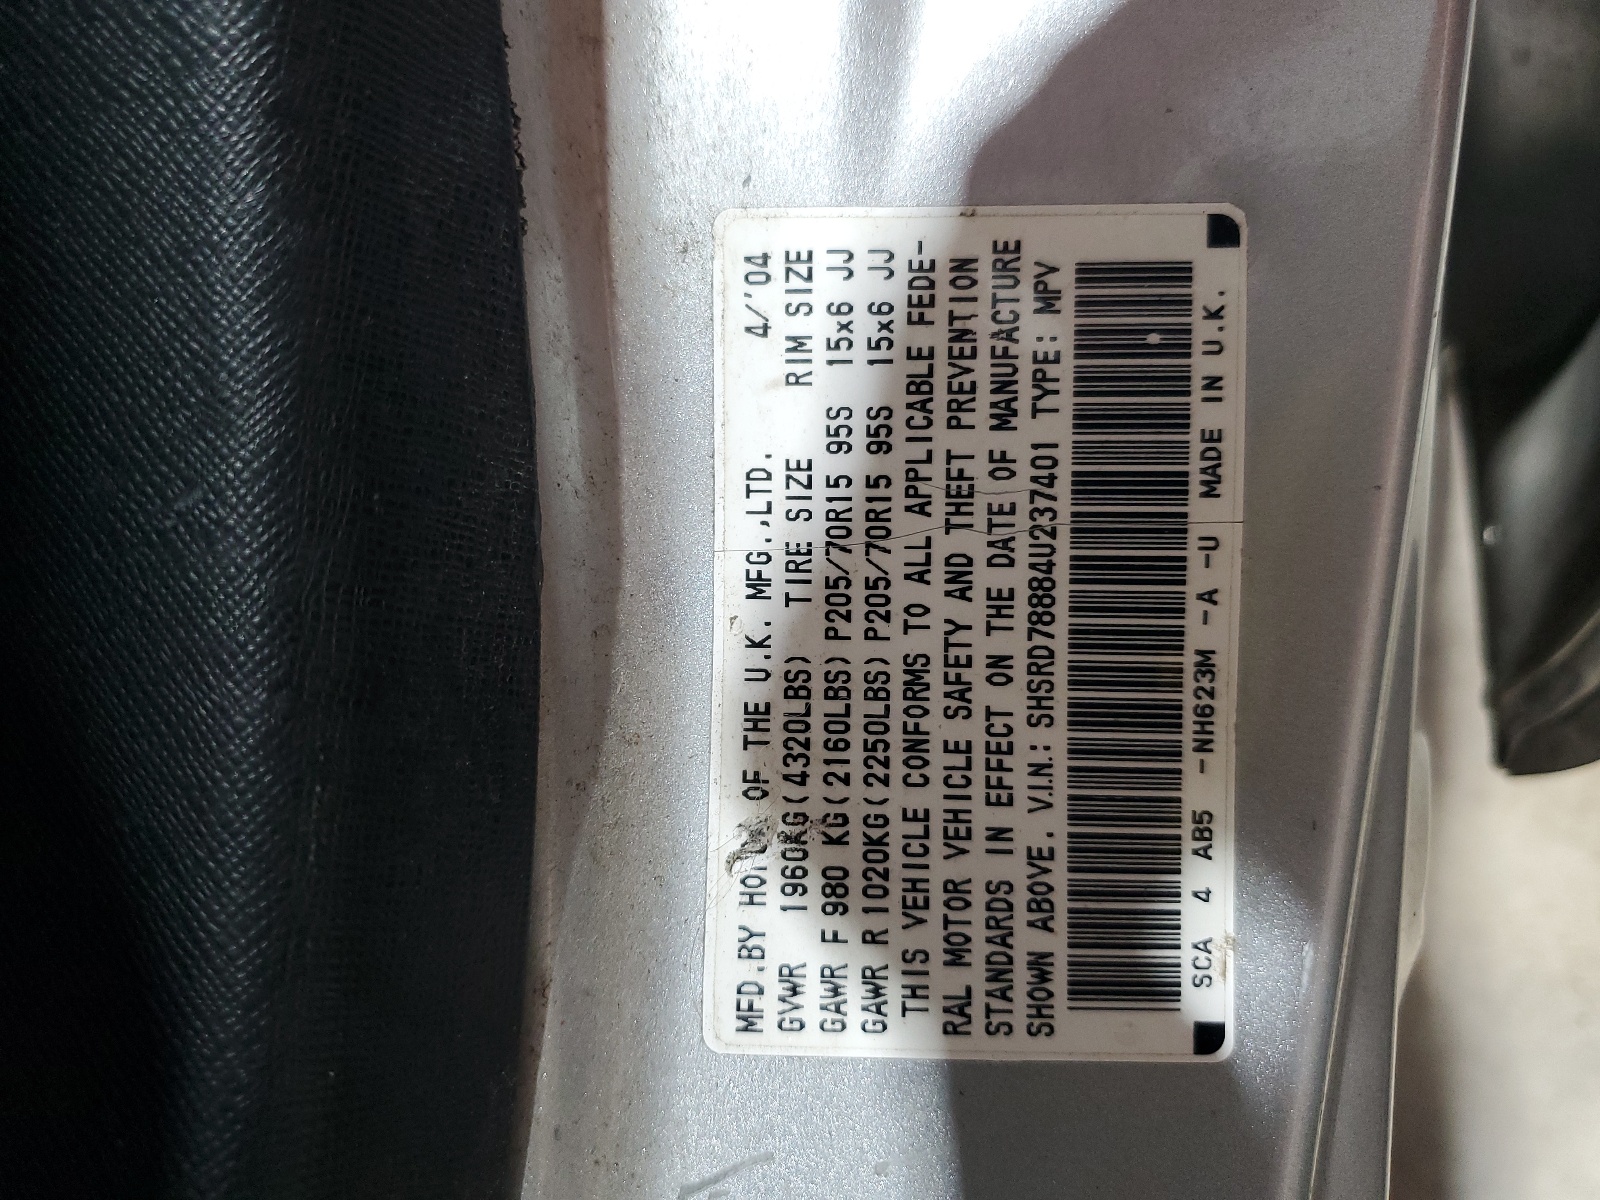 MFD.BY OF THE U.K. MFG.,LTD. 4/'04
GVWR 1960KG(4320LBS) TIRE SIZE RIM SIZE
GAWR F 980 KG(2160LBS) P205/70R15 95S 15x6 JJ
GAWR R 1020KG(2250LBS) P205/70R15 95S 15x6 JJ
THIS VEHICLE CONFORMS TO ALL APPLICABLE FEDE-
RAL MOTOR VEHICLE SAFETY AND THEFT PREVENTION
STANDARDS IN EFFECT ON THE DATE OF MANUFACTURE
SHOWN ABOVE. V.I.N.: SHSRD78884U237401 TYPE: MPV
SCA 4 AB5 -NH623M -A -U MADE IN U.K.